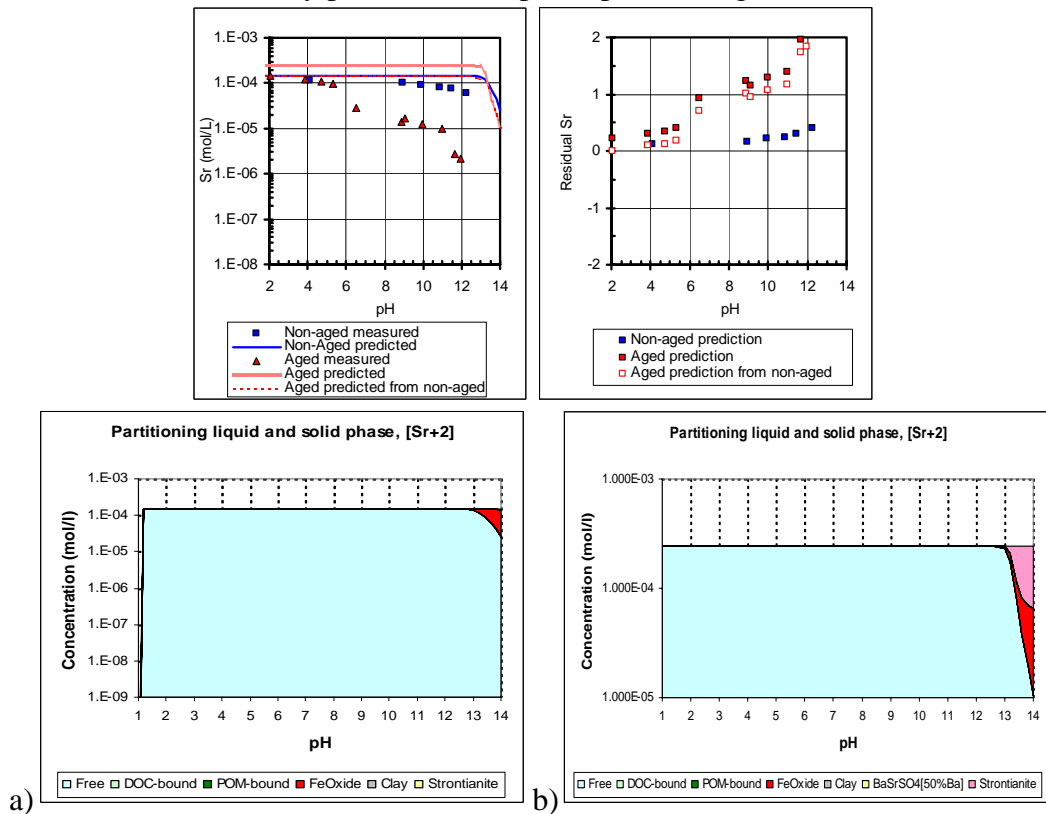 1.E-03
1.E-04
1.E-05
1.E-06
1.E-07
1.E-08
Sr (mol/L)
2 4 6 8 10 12 14
pH
Non-aged measured
Non-Aged predicted
Aged measured
Aged predicted
Aged predicted from non-aged
2
1
0
-1
-2
Residual Sr
0 2 4 6 8 10 12 14
pH
Non-aged prediction
Aged prediction
Aged prediction from non-aged
Partitioning liquid and solid phase, [Sr+2]
1.E-03
1.E-04
1.E-05
1.E-06
1.E-07
1.E-08
1.E-09
Concentration (mol/l)
1 2 3 4 5 6 7 8 9 10 11 12 13 14
pH
Free DOC-bound POM-bound FeOxide Clay Strontianite
a)
Partitioning liquid and solid phase, [Sr+2]
1.000E-03
1.000E-04
1.000E-05
Concentration (mol/l)
1 2 3 4 5 6 7 8 9 10 11 12 13 14
pH
Free DOC-bound POM-bound FeOxide Clay BaSrSO4[50%Ba] Strontianite
b)